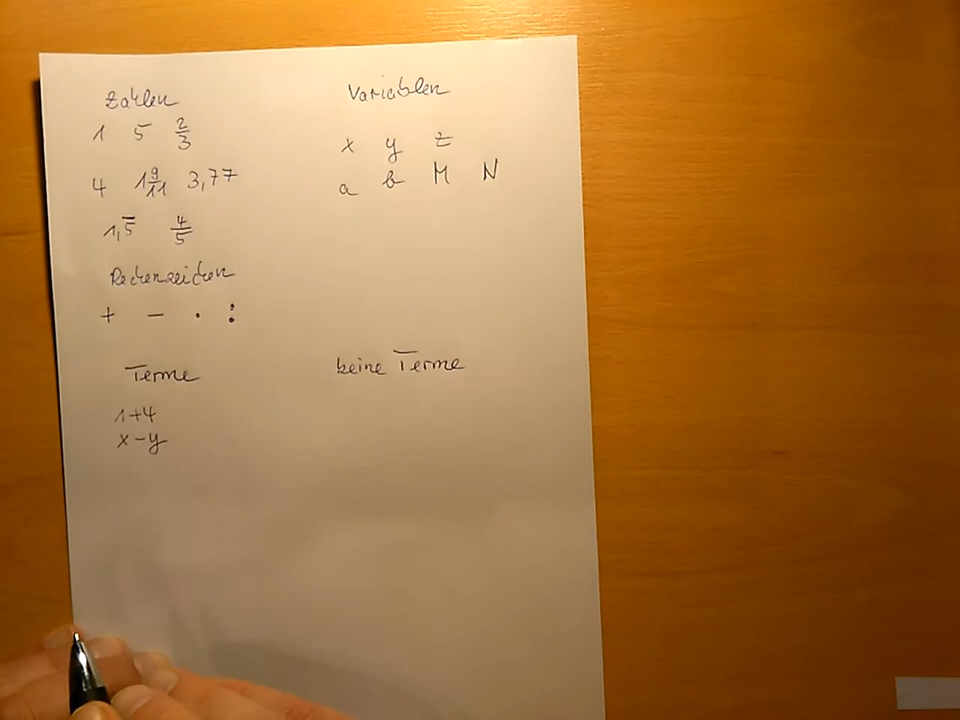 Zahlen
1 5 2/3
4 1 9/11 3,77
1,5̅ 4/5
Variablen
x y z
a b M N
Rechenzeichen
+ − · :
Terme
1+4
x−y
keine Terme